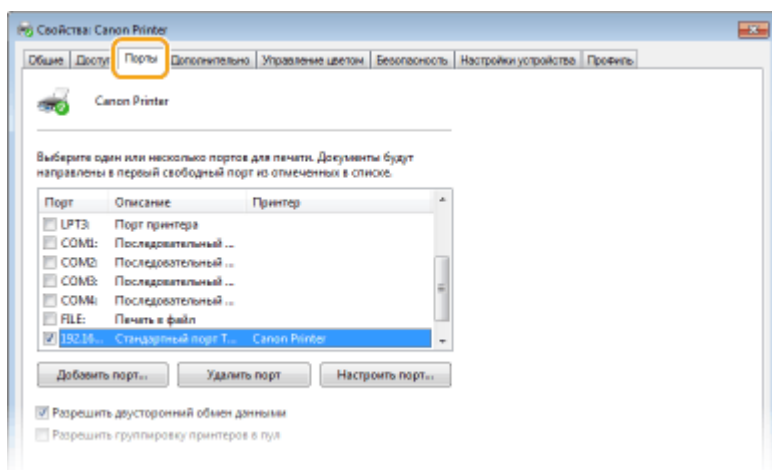 Свойства: Canon Printer
Общие Доступ Порты Дополнительно Управление цветом Безопасность Настройки устройства Профиль
Canon Printer
Выберите один или несколько портов для печати. Документы будут
направлены в первый свободный порт из отмеченных в списке.
Порт Описание Принтер
LPT3: Порт принтера
COM1: Последовательный ...
COM2: Последовательный ...
COM3: Последовательный ...
COM4: Последовательный ...
FILE: Печать в файл
192.16... Стандартный порт T... Canon Printer
Добавить порт... Удалить порт Настроить порт...
Разрешить двусторонний обмен данными
Разрешить группировку принтеров в пул